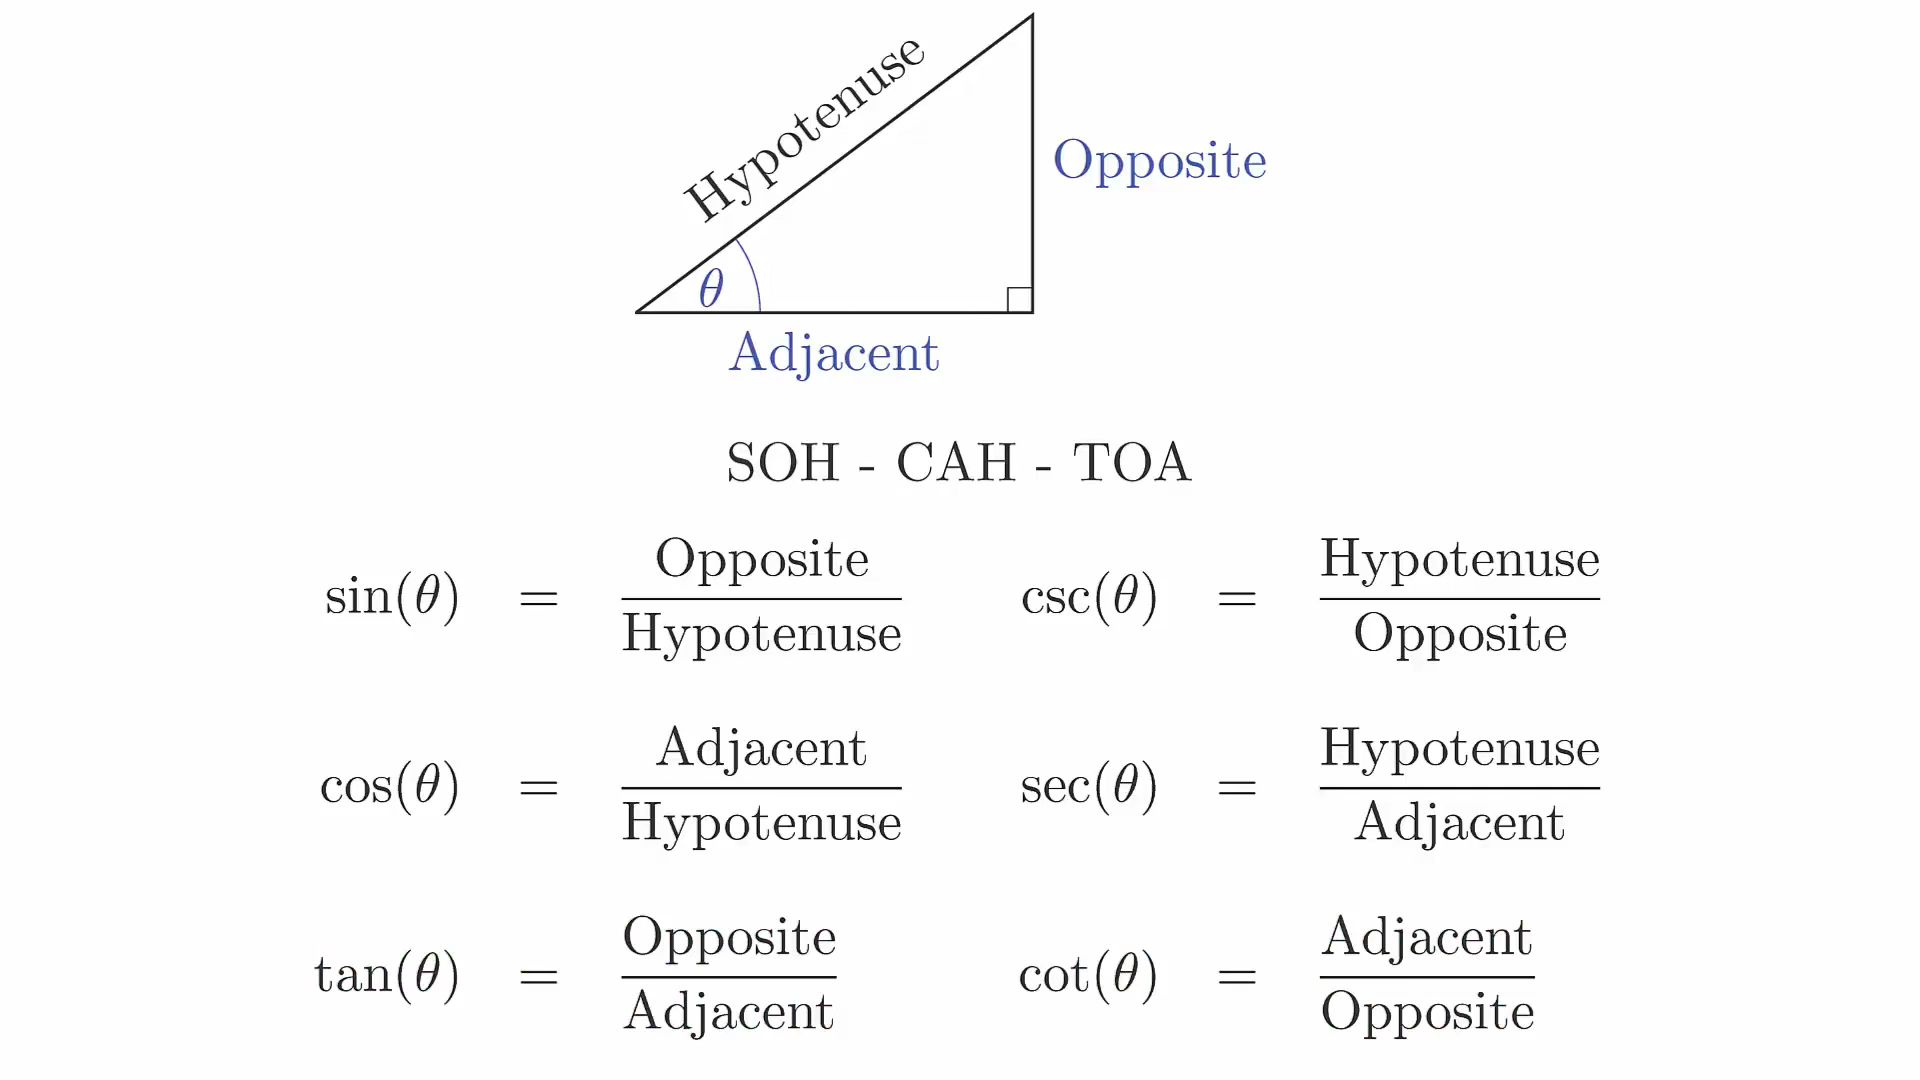 Hypotenuse
Opposite
θ
Adjacent
SOH - CAH - TOA
sin(θ) = Opposite / Hypotenuse csc(θ) = Hypotenuse / Opposite
cos(θ) = Adjacent / Hypotenuse sec(θ) = Hypotenuse / Adjacent
tan(θ) = Opposite / Adjacent cot(θ) = Adjacent / Opposite